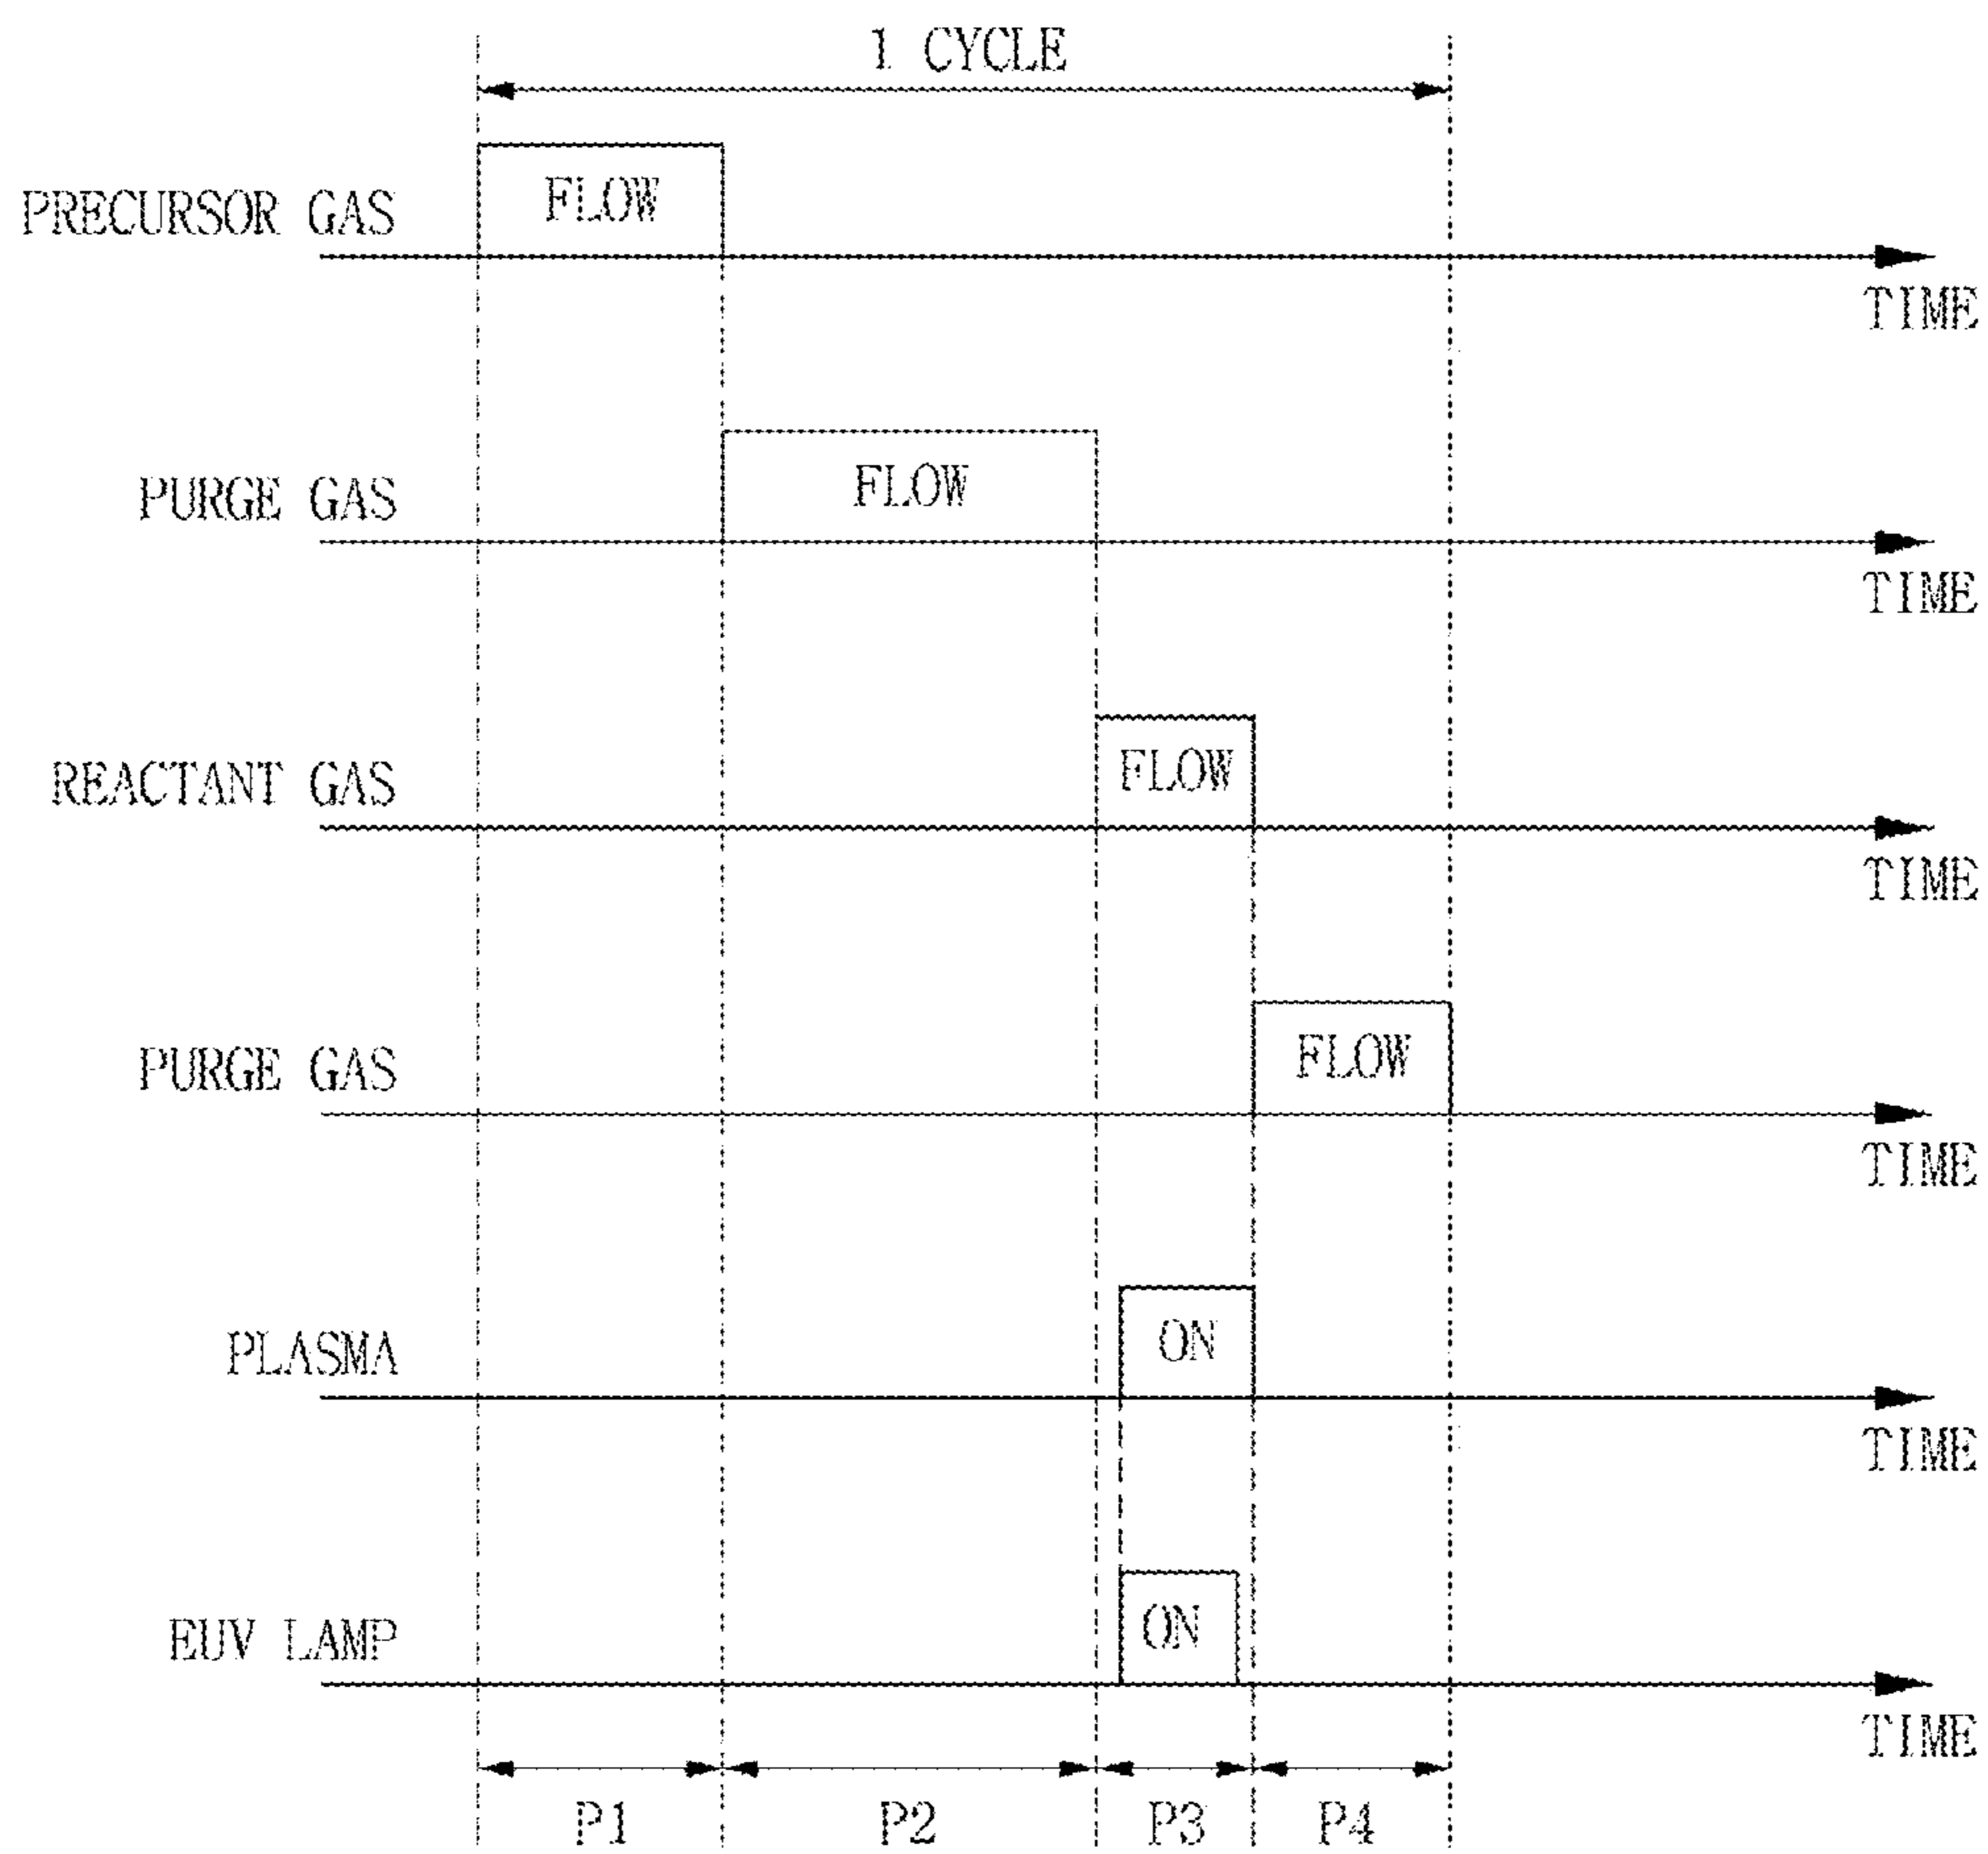 1 CYCLE
PRECURSOR GAS
FLOW
TIME
PURGE GAS
FLOW
TIME
REACTANT GAS
FLOW
TIME
PURGE GAS
FLOW
TIME
PLASMA
ON
TIME
EUV LAMP
ON
TIME
P1 P2 P3 P4